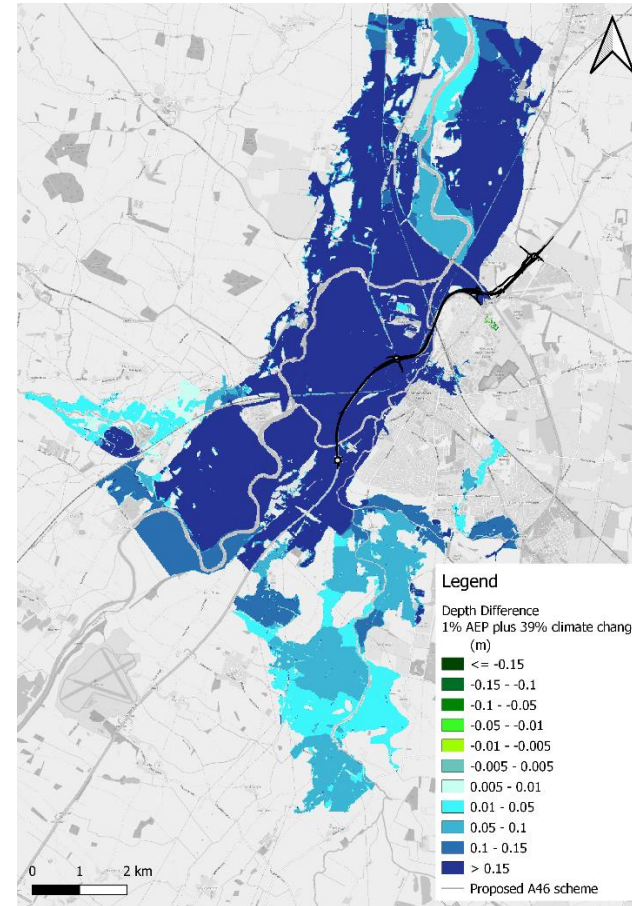 Legend
Depth Difference
1% AEP plus 39% climate chang
(m)
<= -0.15
-0.15 - -0.1
-0.1 - -0.05
-0.05 - -0.01
-0.01 - -0.005
-0.005 - 0.005
0.005 - 0.01
0.01 - 0.05
0.05 - 0.1
0.1 - 0.15
> 0.15
Proposed A46 scheme
0 1 2 km